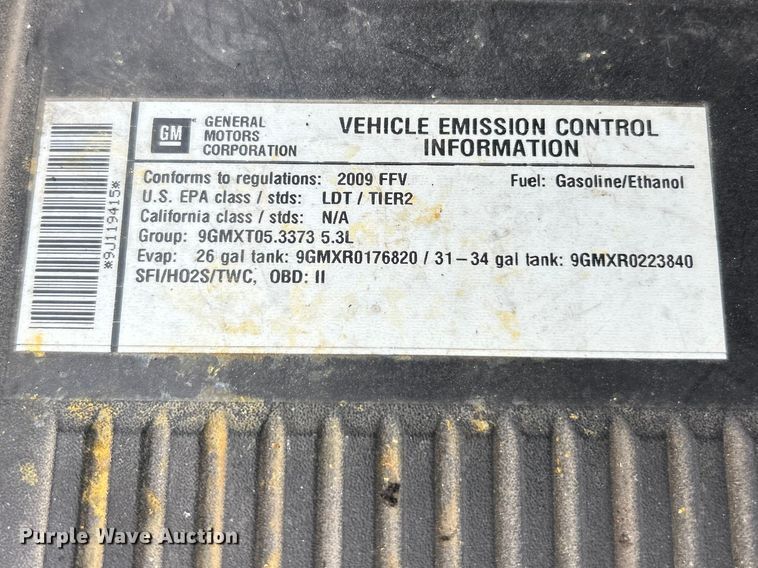 GM
GENERAL
MOTORS
CORPORATION
VEHICLE EMISSION CONTROL
INFORMATION
Conforms to regulations: 2009 FFV Fuel: Gasoline/Ethanol
U.S. EPA class / stds: LDT / TIER2
California class / stds: N/A
Group: 9GMXT05.3373 5.3L
Evap: 26 gal tank: 9GMXR0176820 / 31-34 gal tank: 9GMXR0223840
SFI/HO2S/TWC, OBD: II
*9J119415*
Purple Wave Auction